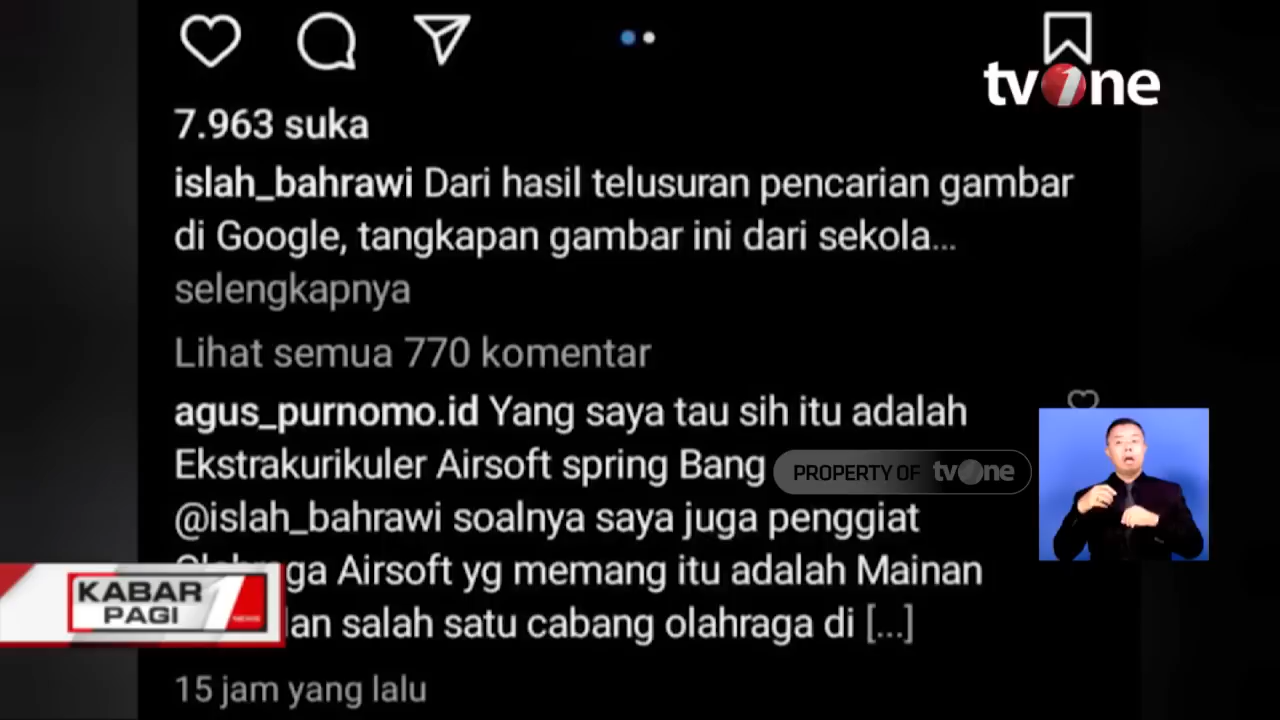 tvOne
7.963 suka
islah_bahrawi Dari hasil telusuran pencarian gambar
di Google, tangkapan gambar ini dari sekola...
selengkapnya
Lihat semua 770 komentar
agus_purnomo.id Yang saya tau sih itu adalah
Ekstrakurikuler Airsoft spring Bang
PROPERTY OF tvOne
@islah_bahrawi soalnya saya juga penggiat
Airsoft yg memang itu adalah Mainan
salah satu cabang olahraga di [...]
KABAR
PAGI
NEWS
15 jam yang lalu